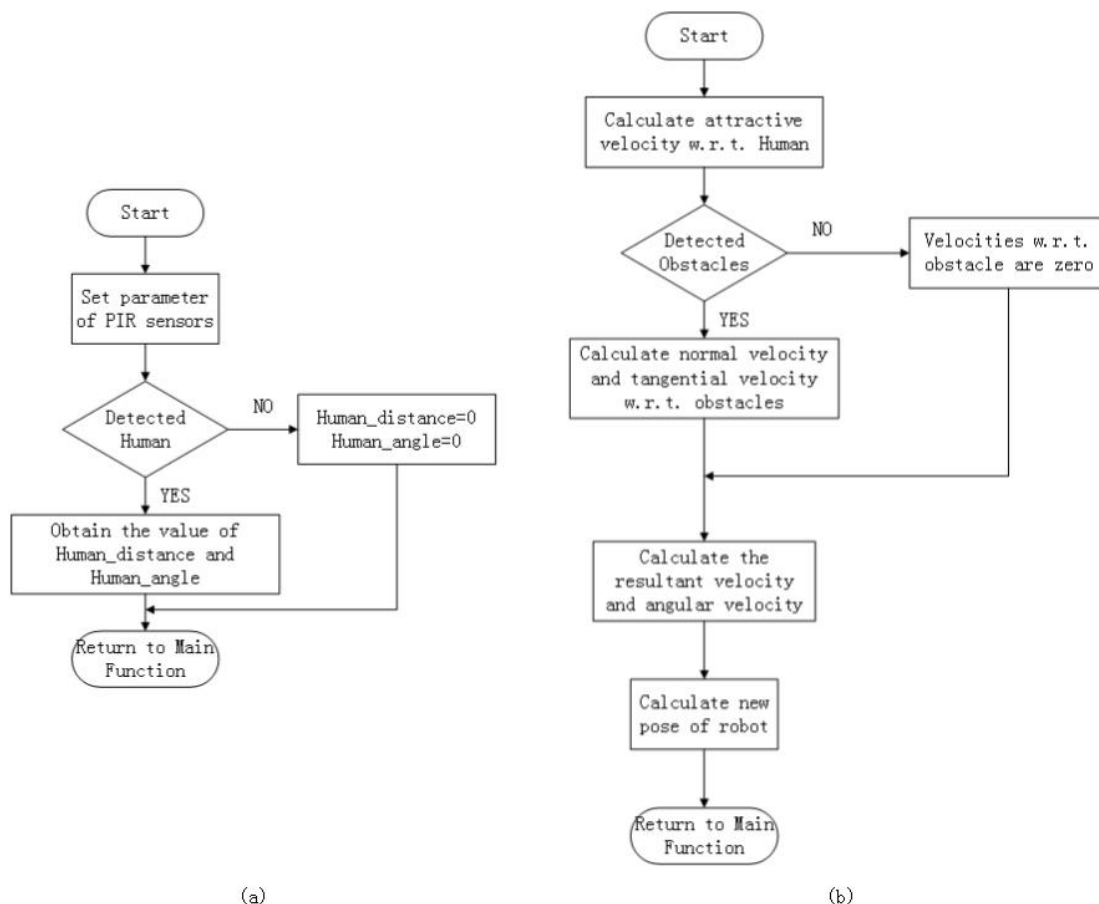 Start
Set parameter
of PIR sensors
Detected
Human
NO
Human_distance=0
Human_angle=0
YES
Obtain the value of
Human_distance and
Human_angle
Return to Main
Function
(a)
Start
Calculate attractive
velocity w.r.t. Human
Detected
Obstacles
NO
Velocities w.r.t.
obstacle are zero
YES
Calculate normal velocity
and tangential velocity
w.r.t. obstacles
Calculate the
resultant velocity
and angular velocity
Calculate new
pose of robot
Return to Main
Function
(b)